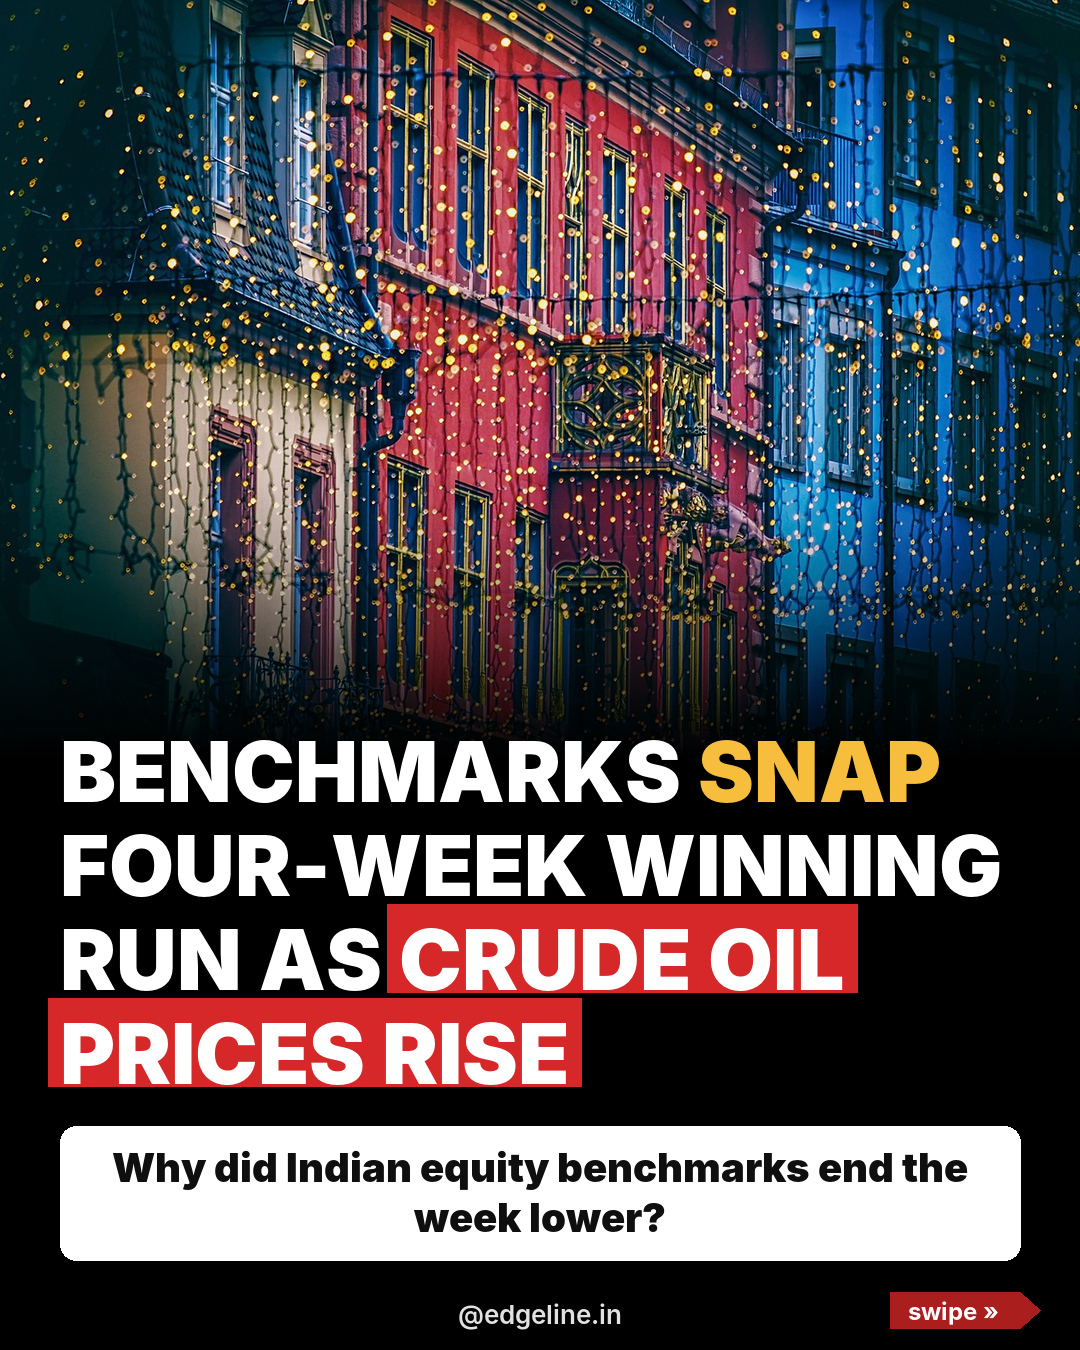 BENCHMARKS SNAP
FOUR-WEEK WINNING
RUN AS CRUDE OIL
PRICES RISE
Why did Indian equity benchmarks end the
week lower?
@edgeline.in
swipe »